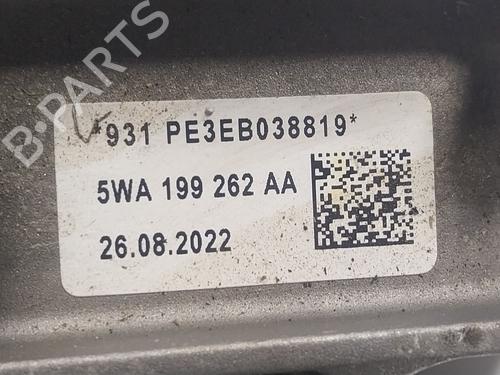 *931 PE3EB038819*
5WA 199 262 AA
26.08.2022
B-PARTS